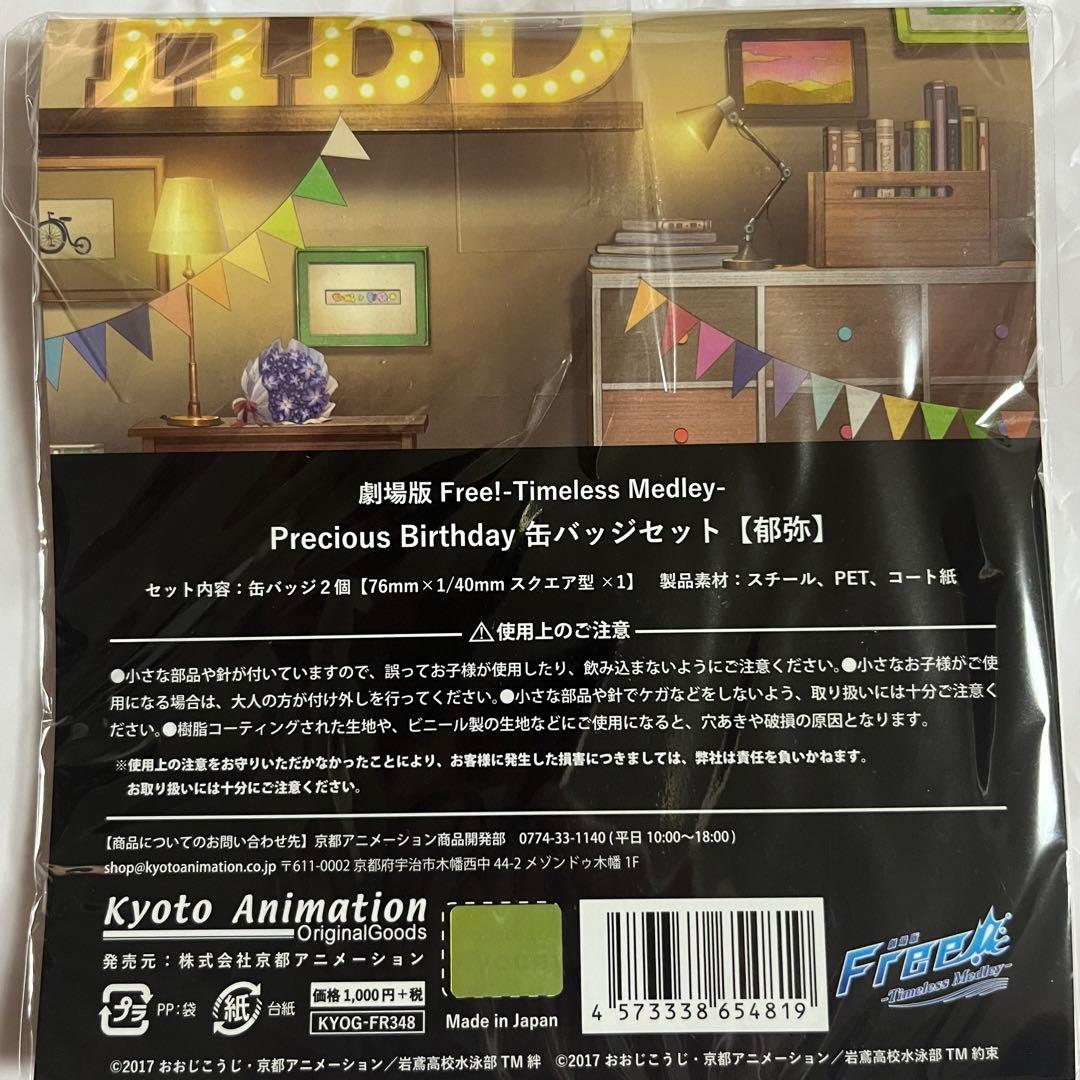 HBD
劇場版 Free!-Timeless Medley-
Precious Birthday 缶バッジセット【郁弥】
セット内容：缶バッジ2個【76mm×1/40mm スクエア型 ×1】　製品素材：スチール、PET、コート紙
⚠使用上のご注意
●小さな部品や針が付いていますので、誤ってお子様が使用したり、飲み込まないようにご注意ください。●小さなお子様がご使
用になる場合は、大人の方が付け外しを行ってください。●小さな部品や針でケガなどをしないよう、取り扱いには十分ご注意く
ださい。●樹脂コーティングされた生地や、ビニール製の生地などにご使用になると、穴あきや破損の原因となります。
※使用上の注意をお守りいただかなかったことにより、お客様に発生した損害につきましては、弊社は責任を負いかねます。
お取り扱いには十分にご注意ください。
【商品についてのお問い合わせ先】京都アニメーション商品開発部　0774-33-1140 ( 平日 10:00～18:00 )
shop@kyotoanimation.co.jp 〒611-0002 京都府宇治市木幡西中 44-2 メゾンドゥ木幡 1F
Kyoto Animation
OriginalGoods
発売元：株式会社京都アニメーション
プラ PP：袋 紙 台紙
価格 1,000円+税
KYOG-FR348
Made in Japan
4 573338 654819
劇場版
Free!
-Timeless Medley-
©2017 おおじこうじ・京都アニメーション／岩鳶高校水泳部 TM 絆　©2017 おおじこうじ・京都アニメーション／岩鳶高校水泳部 TM 約束